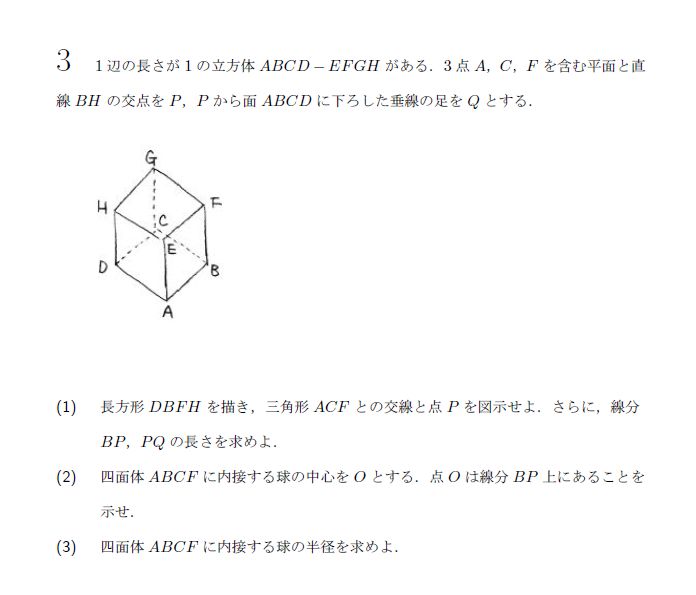 3 1辺の長さが1の立方体 ABCD − EFGH がある．3点 A，C，F を含む平面と直
線 BH の交点を P，P から面 ABCD に下ろした垂線の足を Q とする．
G
H
F
C
E
D
B
A
(1) 長方形 DBFH を描き，三角形 ACF との交線と点 P を図示せよ．さらに，線分
BP，PQ の長さを求めよ．
(2) 四面体 ABCF に内接する球の中心を O とする．点 O は線分 BP 上にあることを
示せ．
(3) 四面体 ABCF に内接する球の半径を求めよ．